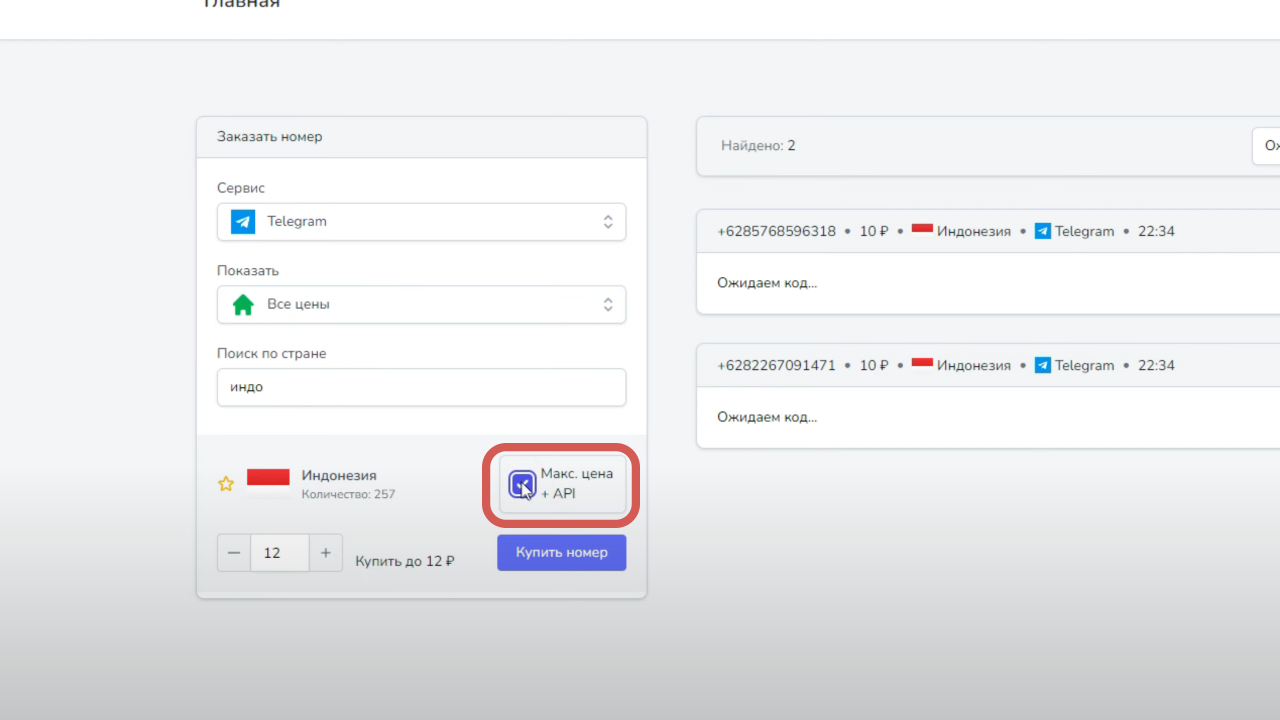 Главная
Заказать номер
Сервис
Telegram
Показать
Все цены
Поиск по стране
индо
Индонезия
Количество: 257
Макс. цена
+ API
12
Купить до 12 ₽
Купить номер
Найдено: 2
+6285768596318 • 10 ₽ • Индонезия • Telegram • 22:34
Ожидаем код...
+6282267091471 • 10 ₽ • Индонезия • Telegram • 22:34
Ожидаем код...